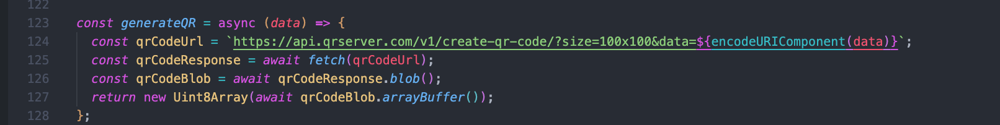 122
123 const generateQR = async (data) => {
124 const qrCodeUrl = `https://api.qrserver.com/v1/create-qr-code/?size=100x100&data=${encodeURIComponent(data)}`;
125 const qrCodeResponse = await fetch(qrCodeUrl);
126 const qrCodeBlob = await qrCodeResponse.blob();
127 return new Uint8Array(await qrCodeBlob.arrayBuffer());
128 };